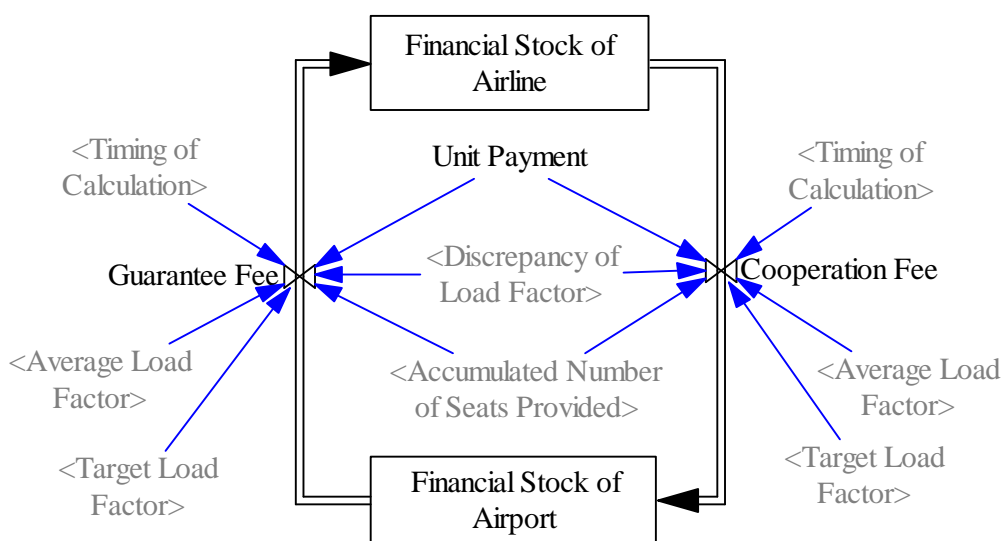 Financial Stock of
Airline
<Timing of
Calculation>
Unit Payment
<Timing of
Calculation>
Guarantee Fee
<Discrepancy of
Load Factor>
Cooperation Fee
<Average Load
Factor>
<Accumulated Number
of Seats Provided>
<Average Load
Factor>
<Target Load
Factor>
Financial Stock of
Airport
<Target Load
Factor>